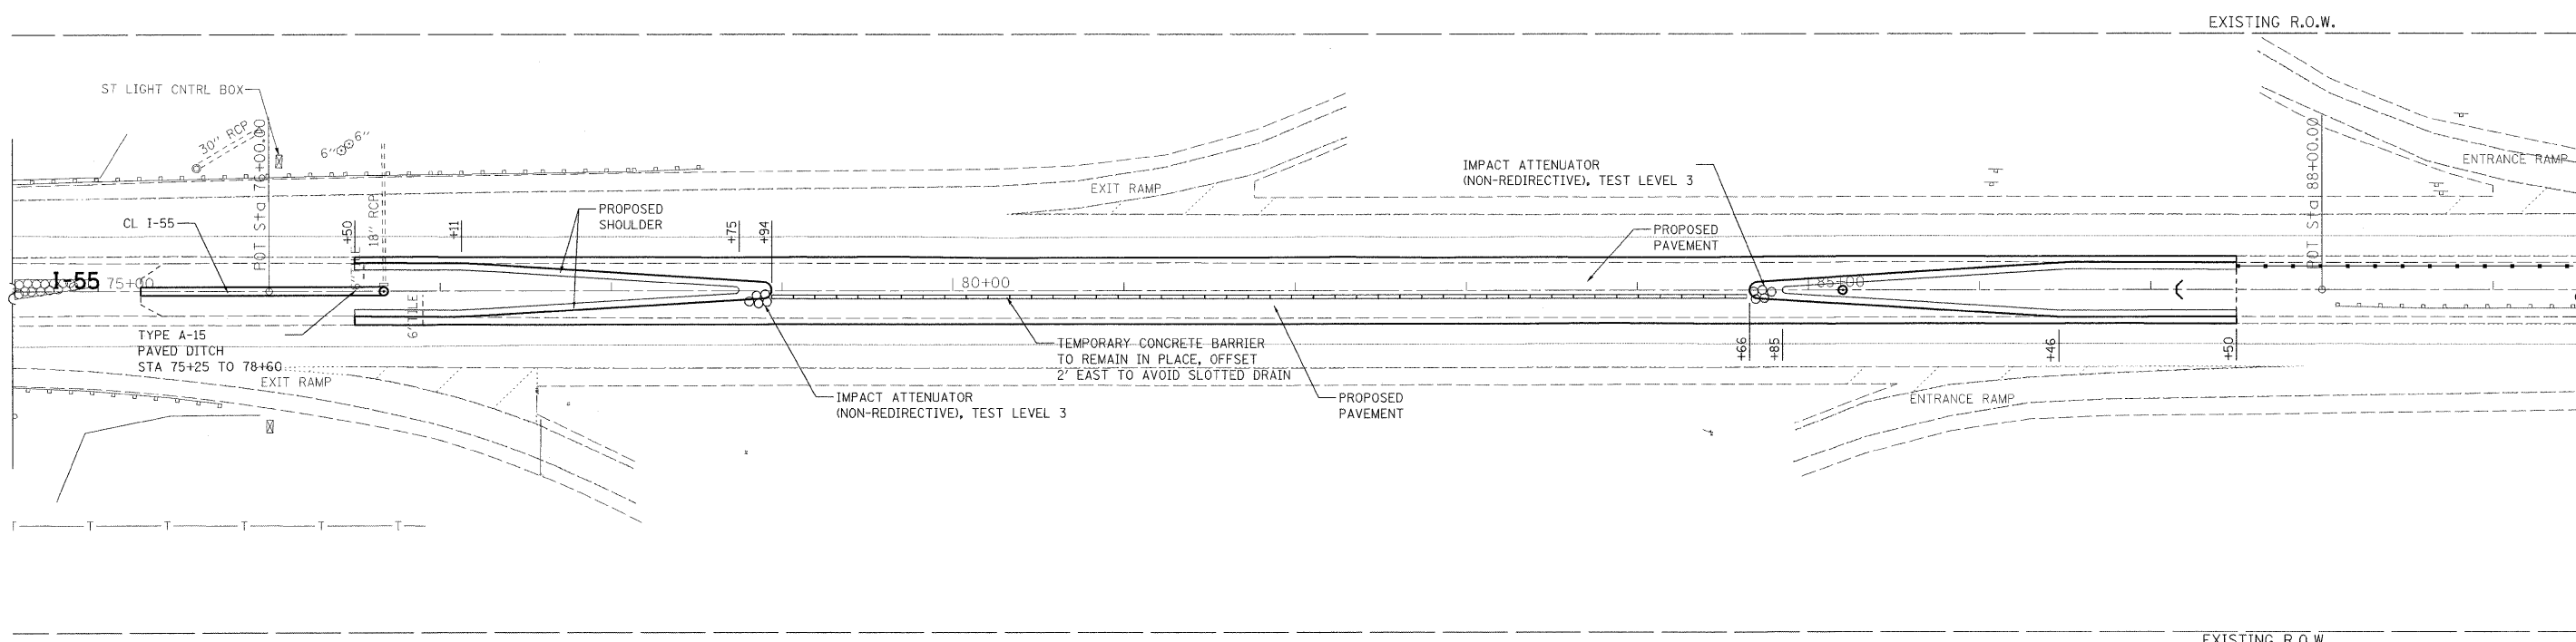 EXISTING R.O.W.
ST LIGHT CNTRL BOX
30" RCP
6"
6"
POT Sta 76+00.00
18" RCP
CL I-55
I-55
75+00
+50
+11
PROPOSED
SHOULDER
+75
+94
EXIT RAMP
IMPACT ATTENUATOR
(NON-REDIRECTIVE), TEST LEVEL 3
PROPOSED
PAVEMENT
POT Sta 88+00.00
ENTRANCE RAMP
80+00
85+00
6" TILE
TYPE A-15
PAVED DITCH
STA 75+25 TO 78+60
EXIT RAMP
TEMPORARY CONCRETE BARRIER
TO REMAIN IN PLACE, OFFSET
2' EAST TO AVOID SLOTTED DRAIN
IMPACT ATTENUATOR
(NON-REDIRECTIVE), TEST LEVEL 3
PROPOSED
PAVEMENT
+66
+85
+46
+50
ENTRANCE RAMP
T T T T T T
EXISTING R.O.W.